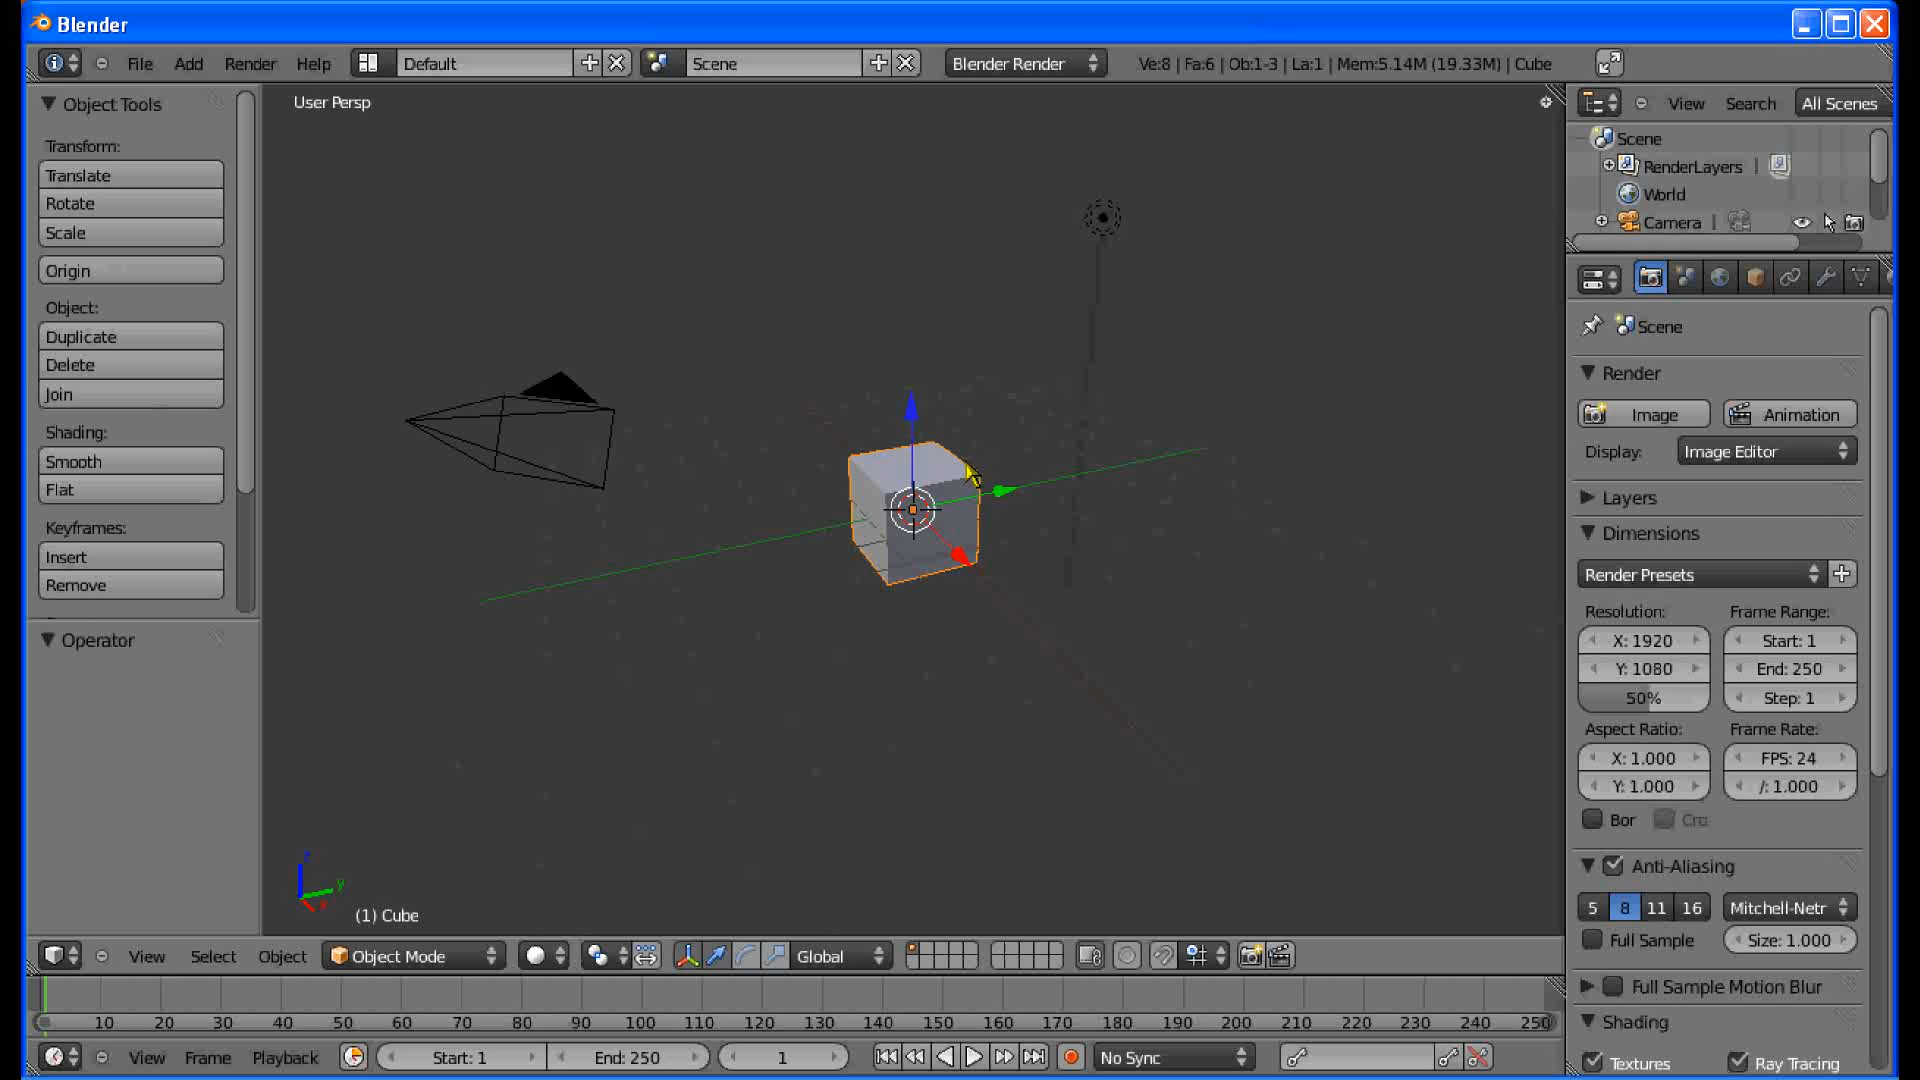 Blender
File Add Render Help Default Scene Blender Render Ve:8 | Fa:6 | Ob:1-3 | La:1 | Mem:5.14M (19.33M) | Cube
Object Tools
Transform:
Translate
Rotate
Scale
Origin
Object:
Duplicate
Delete
Join
Shading:
Smooth
Flat
Keyframes:
Insert
Remove
Operator
User Persp
z
y
x
(1) Cube
View Search All Scenes
Scene
RenderLayers |
World
Camera |
Scene
Render
Image Animation
Display: Image Editor
Layers
Dimensions
Render Presets
Resolution: Frame Range:
X: 1920 Start: 1
Y: 1080 End: 250
50% Step: 1
Aspect Ratio: Frame Rate:
X: 1.000 FPS: 24
Y: 1.000 /: 1.000
Bor Cro
Anti-Aliasing
5 8 11 16 Mitchell-Netr
Full Sample Size: 1.000
Full Sample Motion Blur
Shading
Textures Ray Tracing
View Select Object Object Mode Global
10 20 30 40 50 60 70 80 90 100 110 120 130 140 150 160 170 180 190 200 210 220 230 240 250
View Frame Playback Start: 1 End: 250 1 No Sync